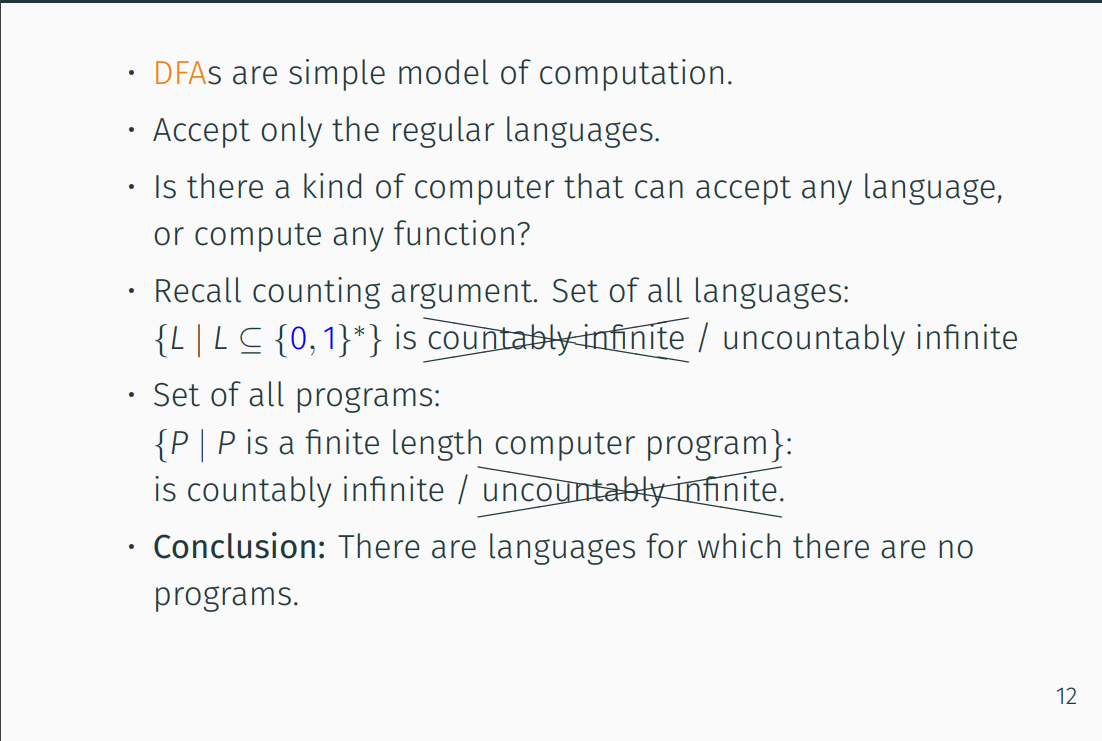 • DFAs are simple model of computation.
• Accept only the regular languages.
• Is there a kind of computer that can accept any language,
or compute any function?
• Recall counting argument. Set of all languages:
{L | L ⊆ {0, 1}*} is countably infinite / uncountably infinite
• Set of all programs:
{P | P is a finite length computer program}:
is countably infinite / uncountably infinite.
• Conclusion: There are languages for which there are no
programs.
12